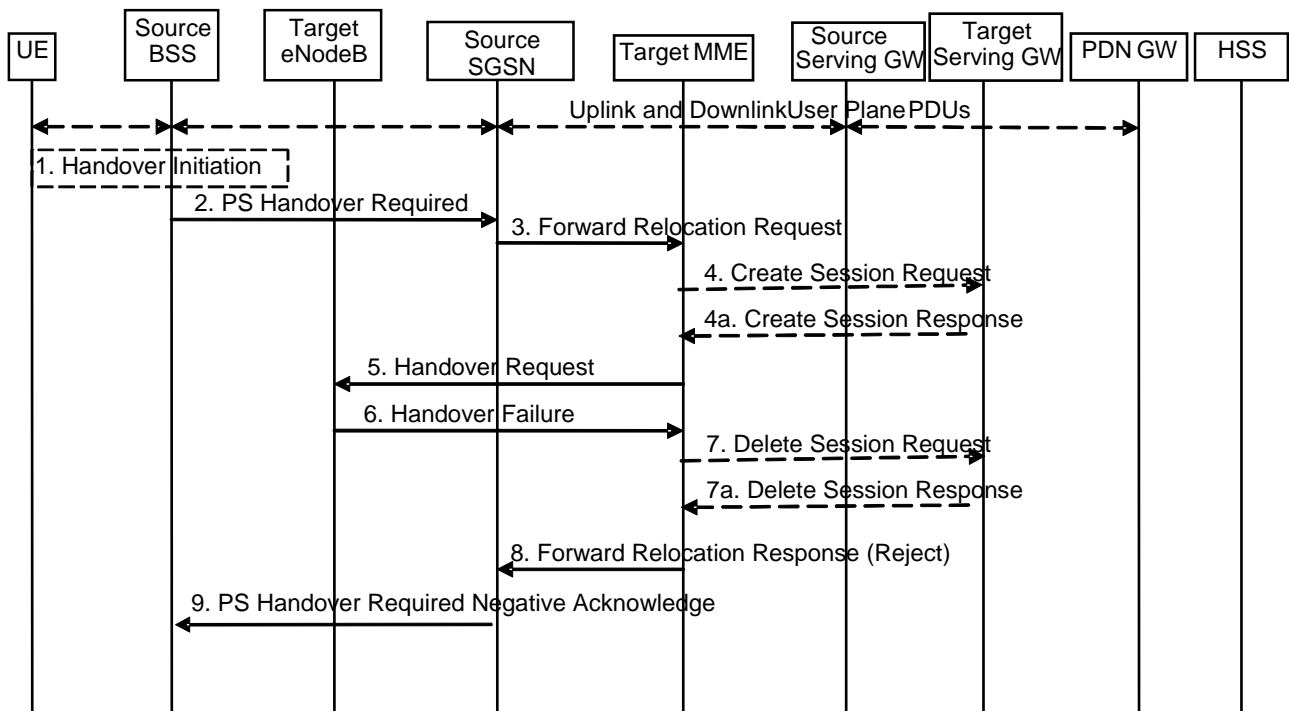 UE
Source
BSS
Target
eNodeB
Source
SGSN
Target MME
Source
Serving GW
Target
Serving GW
PDN GW
HSS
Uplink and Downlink User Plane PDUs
1. Handover Initiation
2. PS Handover Required
3. Forward Relocation Request
4. Create Session Request
4a. Create Session Response
5. Handover Request
6. Handover Failure
7. Delete Session Request
7a. Delete Session Response
8. Forward Relocation Response (Reject)
9. PS Handover Required Negative Acknowledge